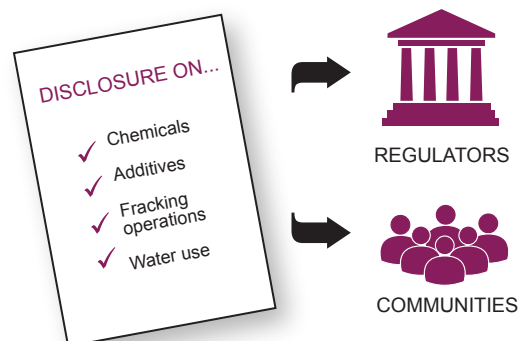 DISCLOSURE ON...
Chemicals
Additives
Fracking
operations
Water use
REGULATORS
COMMUNITIES